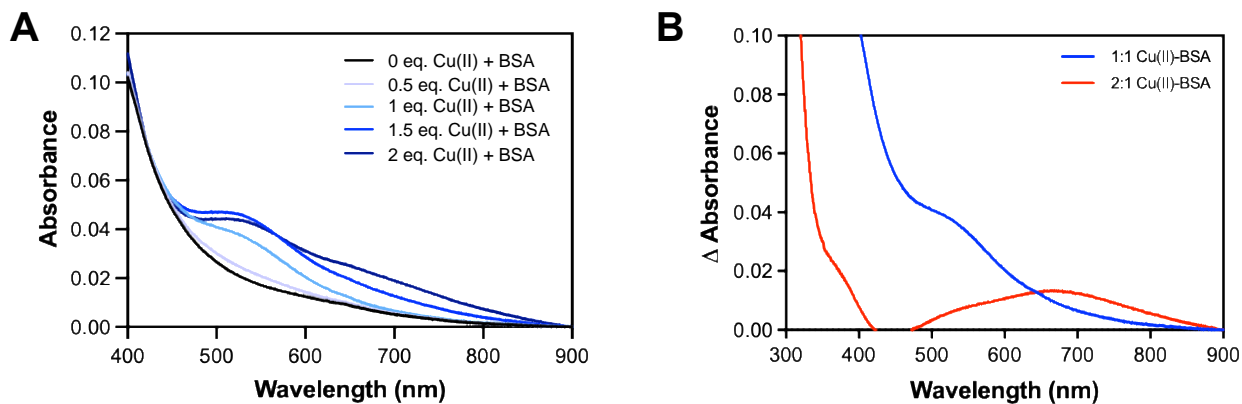 A
0.12
0.10
0.08
0.06
0.04
0.02
0.00
Absorbance
0 eq. Cu(II) + BSA
0.5 eq. Cu(II) + BSA
1 eq. Cu(II) + BSA
1.5 eq. Cu(II) + BSA
2 eq. Cu(II) + BSA
400 500 600 700 800 900
Wavelength (nm)
B
0.10
0.08
0.06
0.04
0.02
0.00
Δ Absorbance
1:1 Cu(II)-BSA
2:1 Cu(II)-BSA
300 400 500 600 700 800 900
Wavelength (nm)